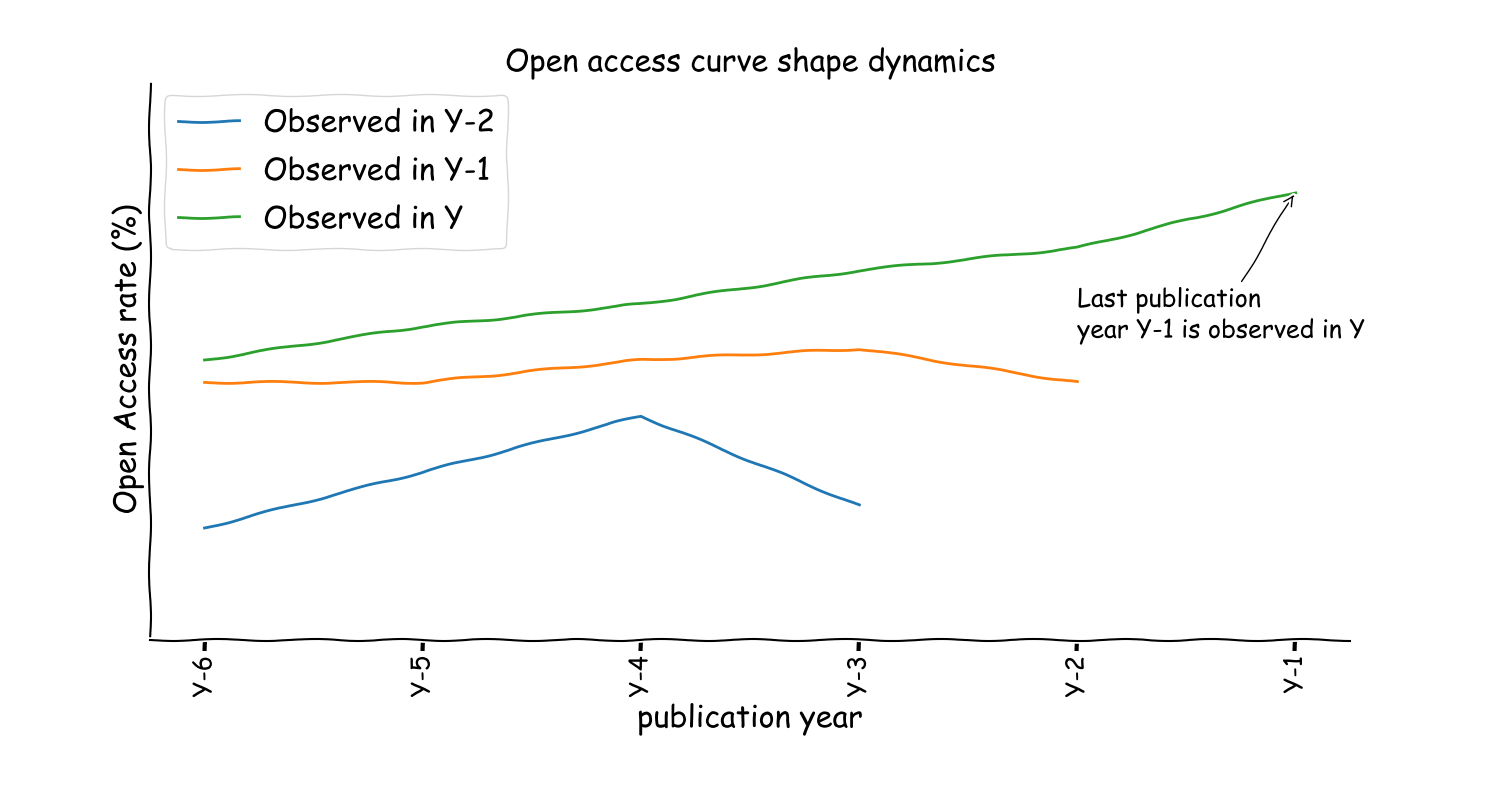 Open access curve shape dynamics
Observed in Y-2
Observed in Y-1
Observed in Y
Open Access rate (%)
Last publication
year Y-1 is observed in Y
y-6
y-5
y-4
y-3
y-2
y-1
publication year